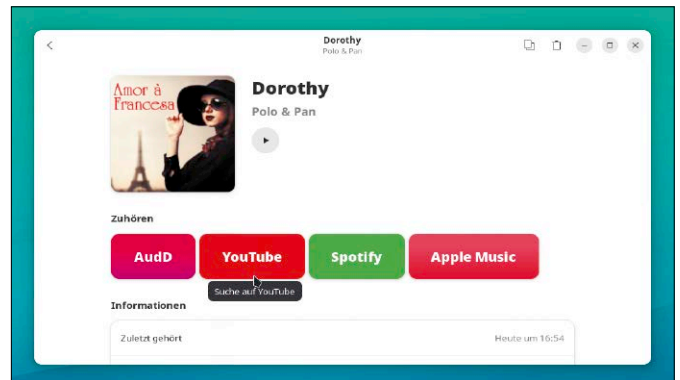 Dorothy
Polo & Pan
Amor à
Francesa
Dorothy
Polo & Pan
Zuhören
AudD
YouTube
Spotify
Apple Music
Suche auf YouTube
Informationen
Zuletzt gehört
Heute um 16:54